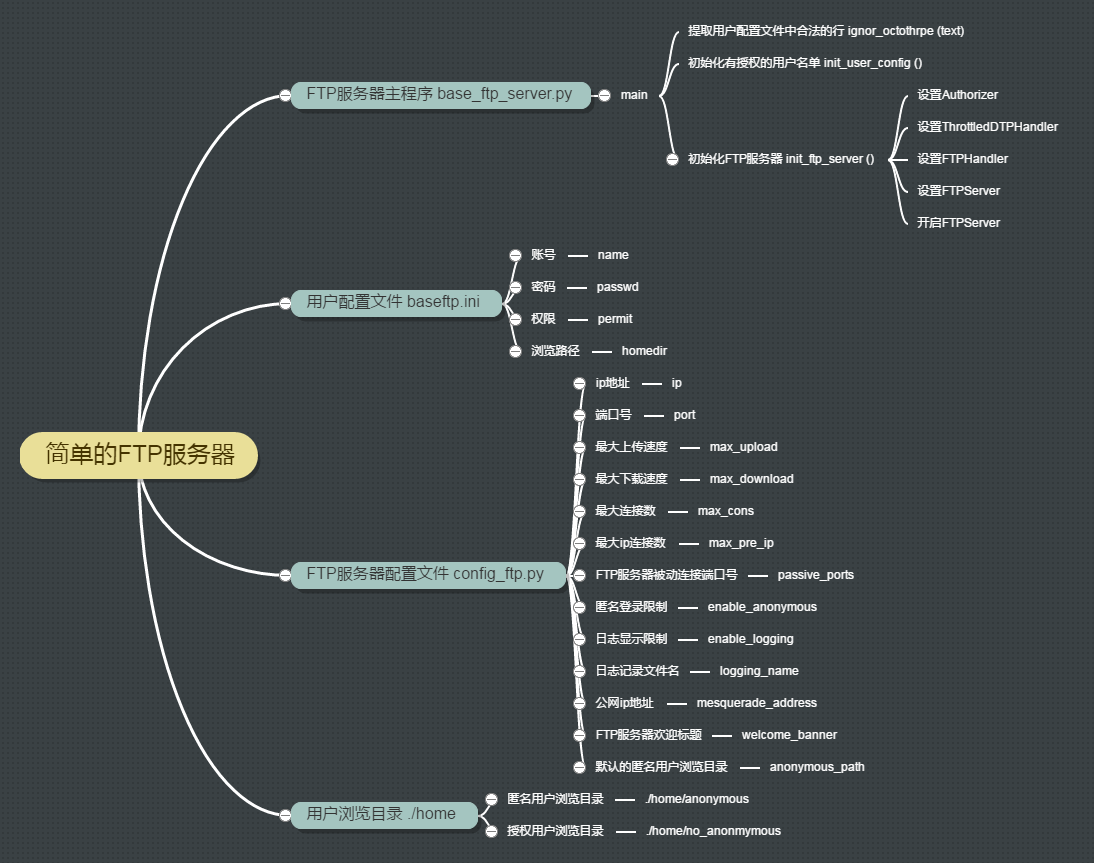 简单的FTP服务器
FTP服务器主程序 base_ftp_server.py
main
提取用户配置文件中合法的行 ignor_octothrpe (text)
初始化有授权的用户名单 init_user_config ()
初始化FTP服务器 init_ftp_server ()
设置Authorizer
设置ThrottledDTPHandler
设置FTPHandler
设置FTPServer
开启FTPServer
用户配置文件 baseftp.ini
账号 name
密码 passwd
权限 permit
浏览路径 homedir
FTP服务器配置文件 config_ftp.py
ip地址 ip
端口号 port
最大上传速度 max_upload
最大下载速度 max_download
最大连接数 max_cons
最大ip连接数 max_pre_ip
FTP服务器被动连接端口号 passive_ports
匿名登录限制 enable_anonymous
日志显示限制 enable_logging
日志记录文件名 logging_name
公网ip地址 mesquerade_address
FTP服务器欢迎标题 welcome_banner
默认的匿名用户浏览目录 anonymous_path
用户浏览目录 ./home
匿名用户浏览目录 ./home/anonymous
授权用户浏览目录 ./home/no_anonmymous